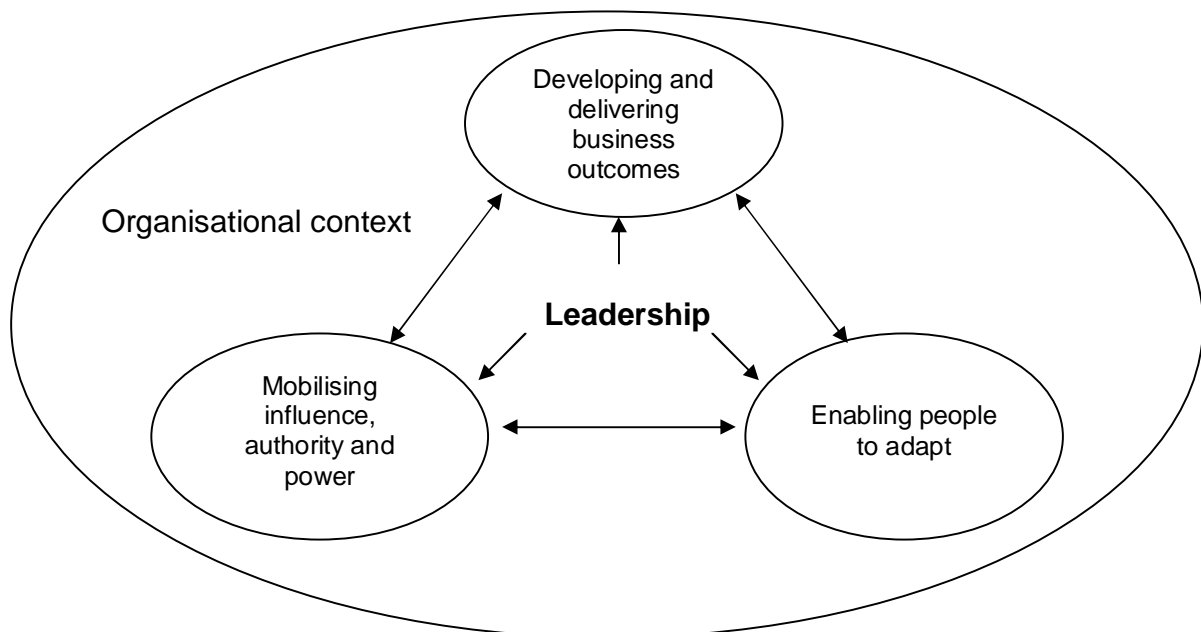 Developing and
delivering
business
outcomes
Organisational context
Leadership
Mobilising
influence,
authority and
power
Enabling people
to adapt